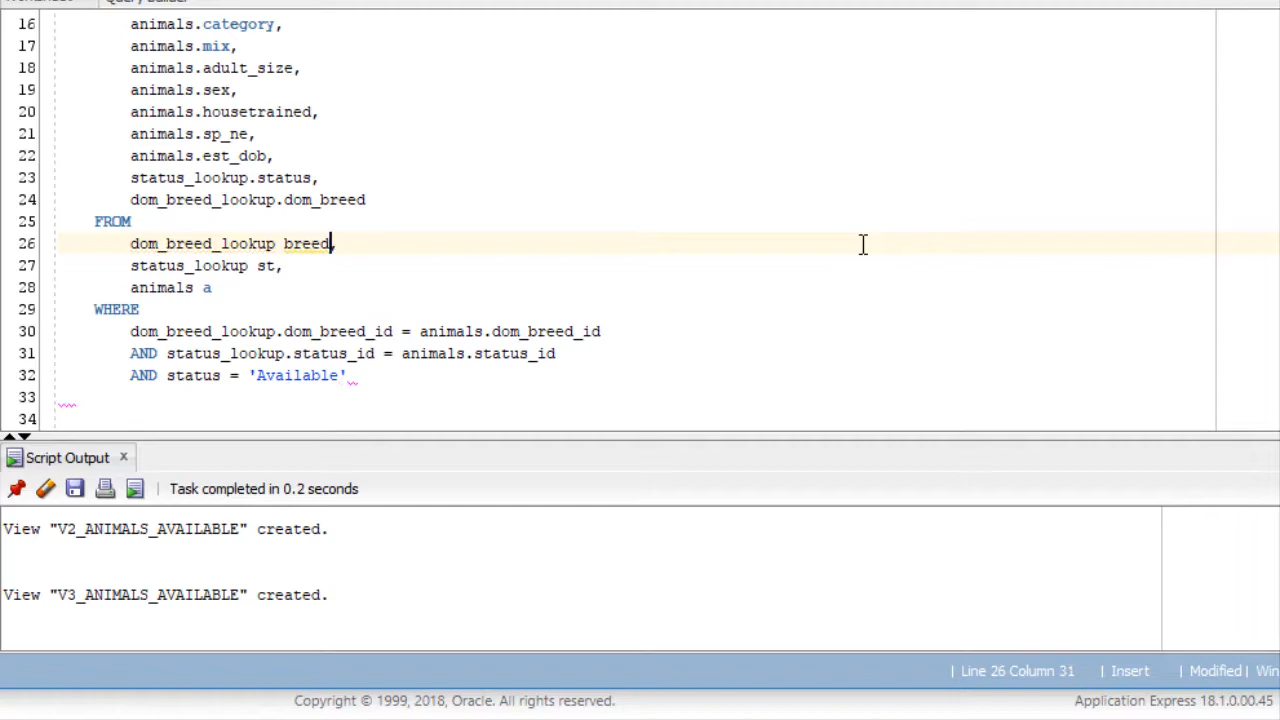 16 animals.category,
17 animals.mix,
18 animals.adult_size,
19 animals.sex,
20 animals.housetrained,
21 animals.sp_ne,
22 animals.est_dob,
23 status_lookup.status,
24 dom_breed_lookup.dom_breed
25 FROM
26 dom_breed_lookup breed,
27 status_lookup st,
28 animals a
29 WHERE
30 dom_breed_lookup.dom_breed_id = animals.dom_breed_id
31 AND status_lookup.status_id = animals.status_id
32 AND status = 'Available'
33
34
Script Output ×
Task completed in 0.2 seconds
View "V2_ANIMALS_AVAILABLE" created.
View "V3_ANIMALS_AVAILABLE" created.
| Line 26 Column 31 | Insert | Modified | Win
Copyright © 1999, 2018, Oracle. All rights reserved. Application Express 18.1.0.00.45